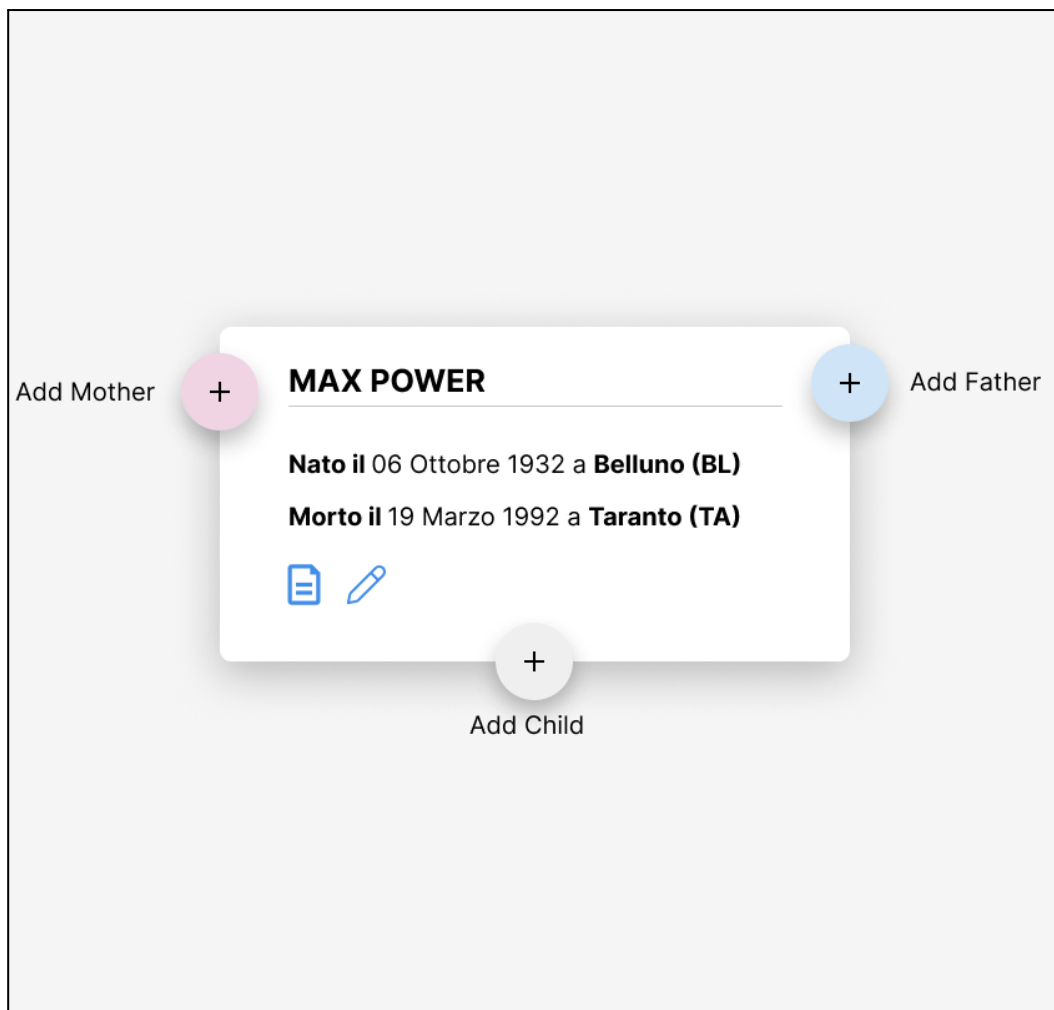 MAX POWER
Add Mother
Add Father
Nato il 06 Ottobre 1932 a Belluno (BL)
Morto il 19 Marzo 1992 a Taranto (TA)
Add Child